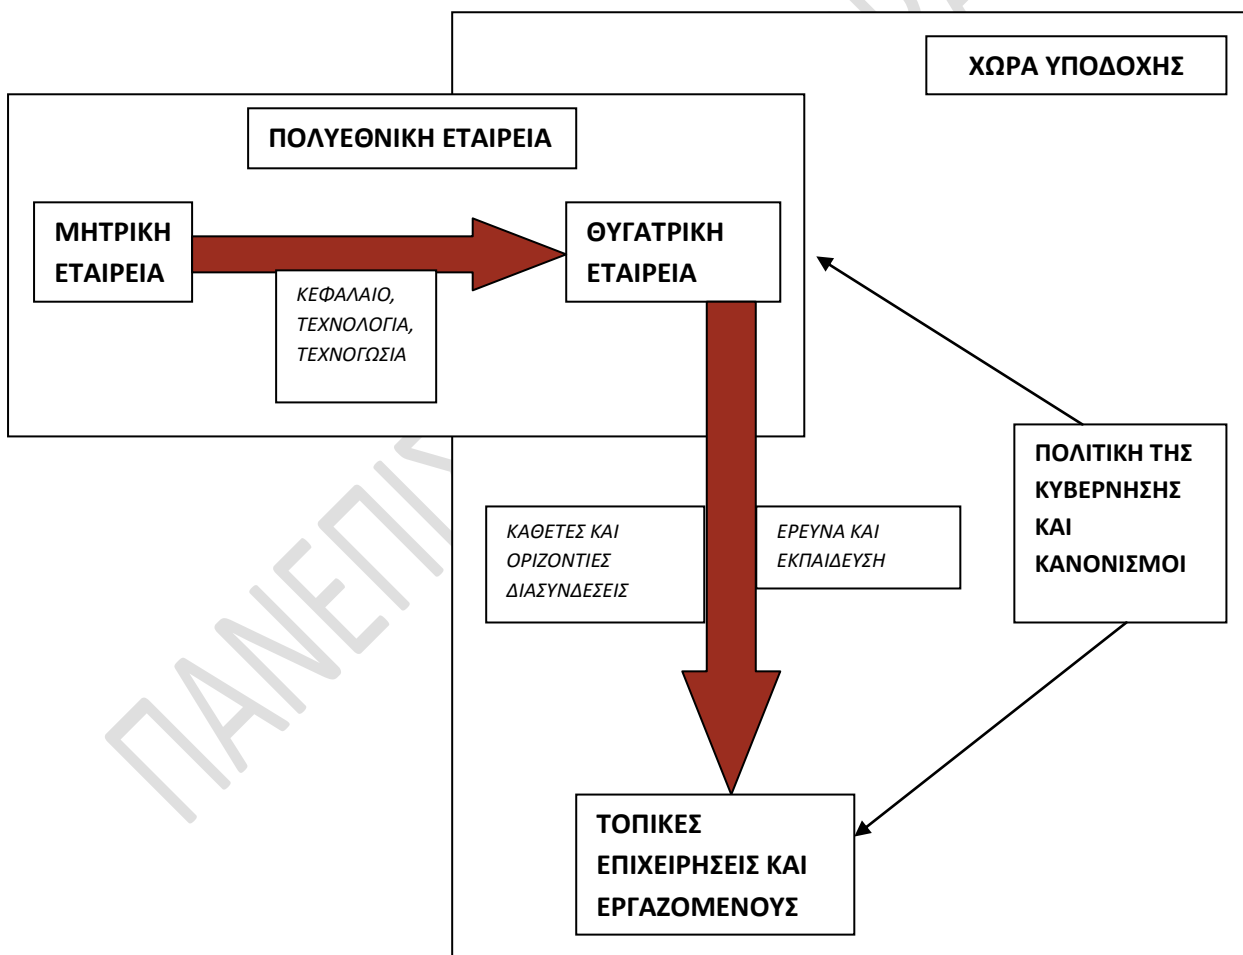 ΧΩΡΑ ΥΠΟΔΟΧΗΣ
ΠΟΛΥΕΘΝΙΚΗ ΕΤΑΙΡΕΙΑ
ΜΗΤΡΙΚΗ
ΕΤΑΙΡΕΙΑ
ΘΥΓΑΤΡΙΚΗ
ΕΤΑΙΡΕΙΑ
ΚΕΦΑΛΑΙΟ,
ΤΕΧΝΟΛΟΓΙΑ,
ΤΕΧΝΟΓΩΣΙΑ
ΠΟΛΙΤΙΚΗ ΤΗΣ
ΚΥΒΕΡΝΗΣΗΣ
ΚΑΙ
ΚΑΝΟΝΙΣΜΟΙ
ΚΑΘΕΤΕΣ ΚΑΙ
ΟΡΙΖΟΝΤΙΕΣ
ΔΙΑΣΥΝΔΕΣΕΙΣ
ΕΡΕΥΝΑ ΚΑΙ
ΕΚΠΑΙΔΕΥΣΗ
ΤΟΠΙΚΕΣ
ΕΠΙΧΕΙΡΗΣΕΙΣ ΚΑΙ
ΕΡΓΑΖΟΜΕΝΟΥΣ